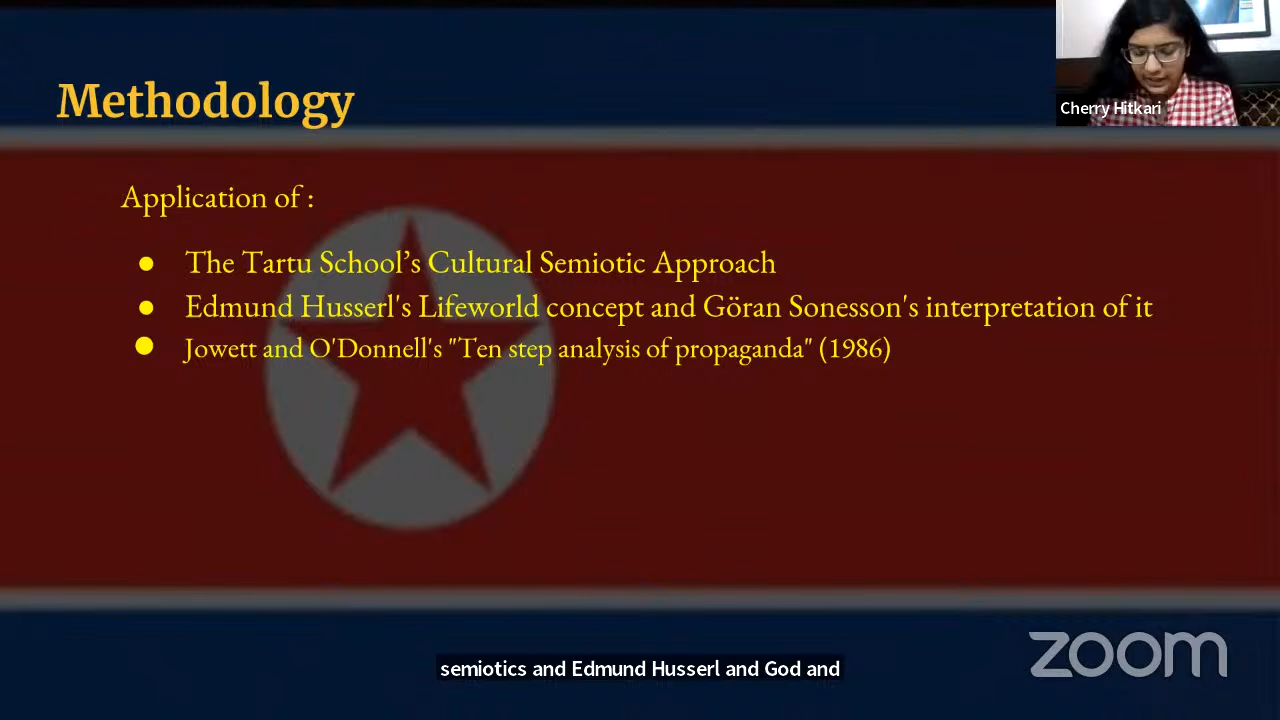 Methodology
Cherry Hitkari
Application of :
● The Tartu School’s Cultural Semiotic Approach
● Edmund Husserl's Lifeworld concept and Göran Sonesson's interpretation of it
● Jowett and O'Donnell's "Ten step analysis of propaganda" (1986)
zoom
semiotics and Edmund Husserl and God and